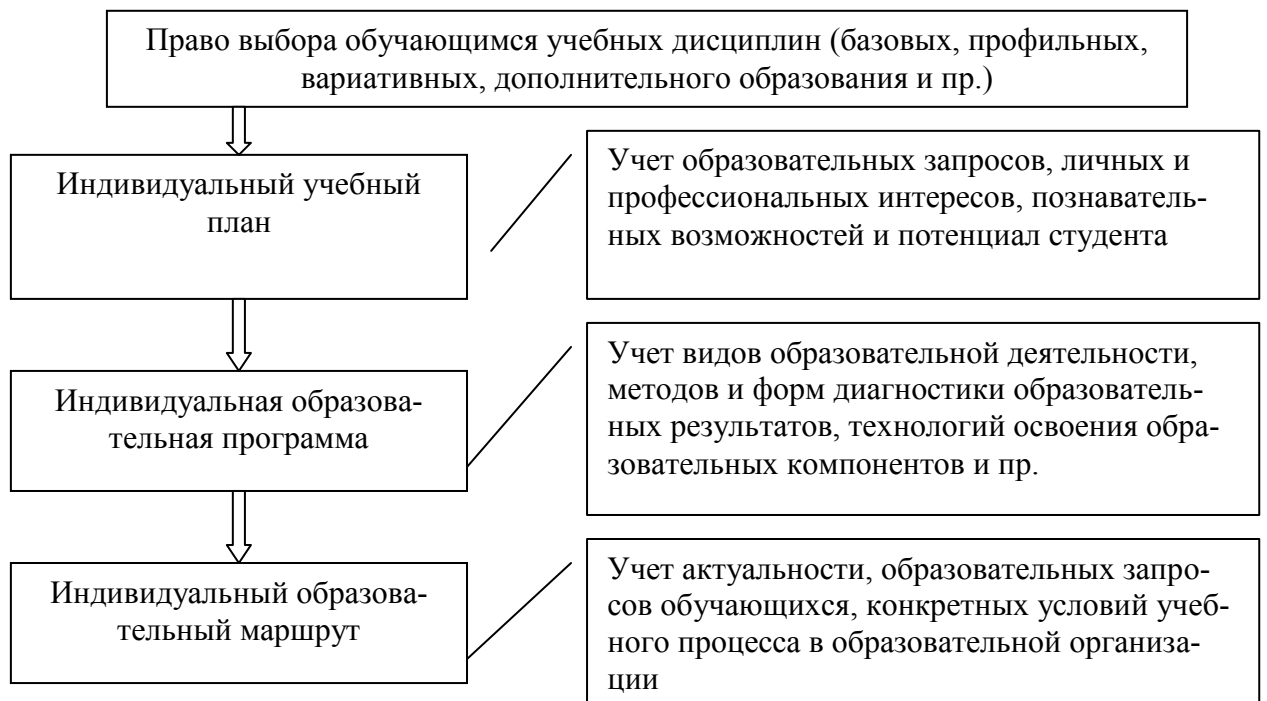 Право выбора обучающимся учебных дисциплин (базовых, профильных,
вариативных, дополнительного образования и пр.)
Индивидуальный учебный
план
Учет образовательных запросов, личных и
профессиональных интересов, познаватель-
ных возможностей и потенциал студента
Индивидуальная образова-
тельная программа
Учет видов образовательной деятельности,
методов и форм диагностики образователь-
ных результатов, технологий освоения обра-
зовательных компонентов и пр.
Индивидуальный образова-
тельный маршрут
Учет актуальности, образовательных запро-
сов обучающихся, конкретных условий учеб-
ного процесса в образовательной организа-
ции